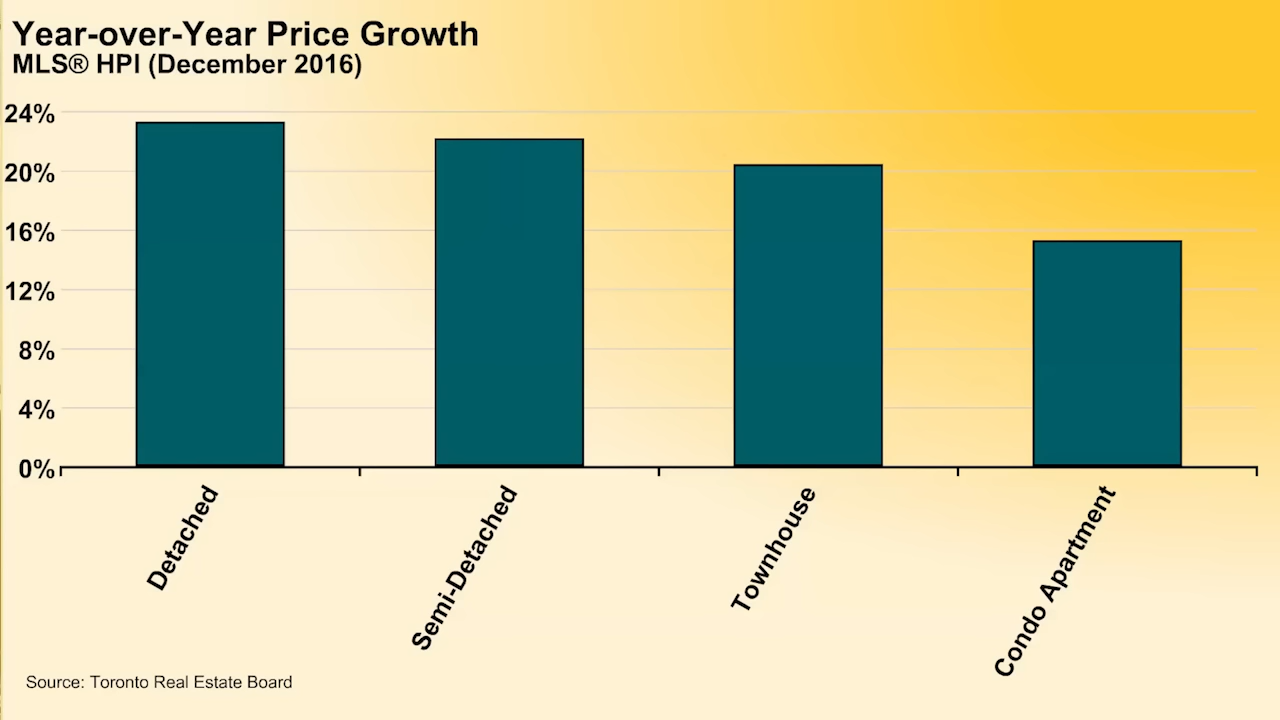 Year-over-Year Price Growth
MLS® HPI (December 2016)
24%
20%
16%
12%
8%
4%
0%
Detached
Semi-Detached
Townhouse
Condo Apartment
Source: Toronto Real Estate Board